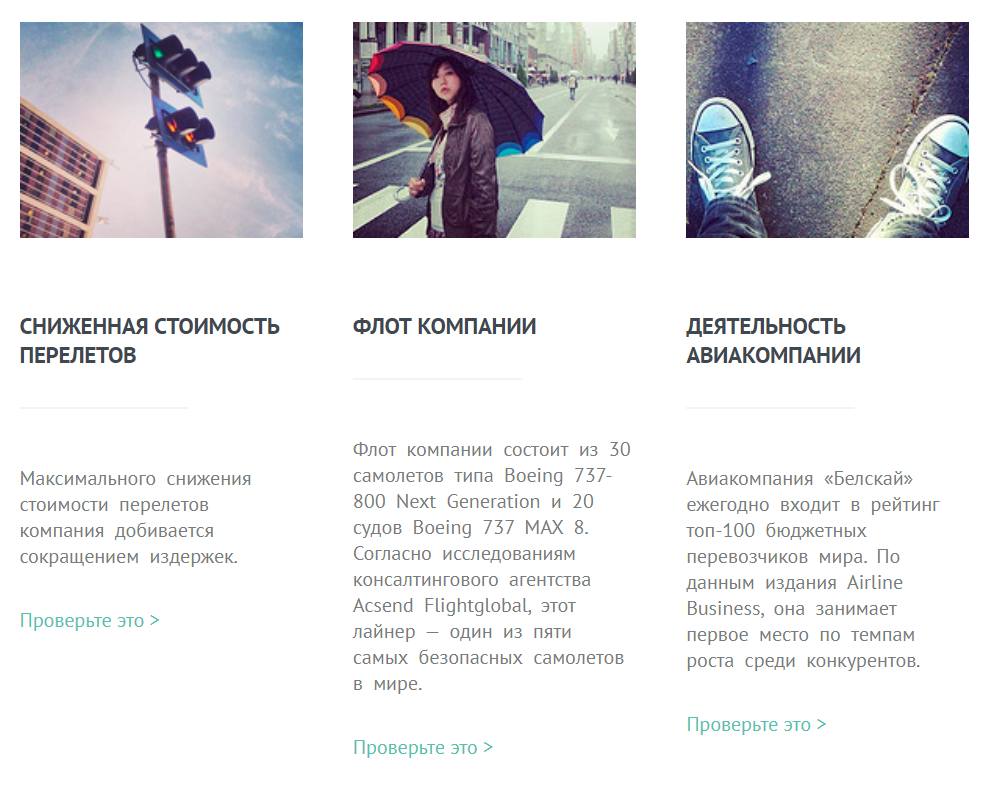 СНИЖЕННАЯ СТОИМОСТЬ
ПЕРЕЛЕТОВ
Максимального снижения
стоимости перелетов
компания добивается
сокращением издержек.
Проверьте это >
ФЛОТ КОМПАНИИ
Флот компании состоит из 30
самолетов типа Boeing 737-
800 Next Generation и 20
судов Boeing 737 MAX 8.
Согласно исследованиям
консалтингового агентства
Acsend Flightglobal, этот
лайнер — один из пяти
самых безопасных самолетов
в мире.
Проверьте это >
ДЕЯТЕЛЬНОСТЬ
АВИАКОМПАНИИ
Авиакомпания «Белскай»
ежегодно входит в рейтинг
топ-100 бюджетных
перевозчиков мира. По
данным издания Airline
Business, она занимает
первое место по темпам
роста среди конкурентов.
Проверьте это >